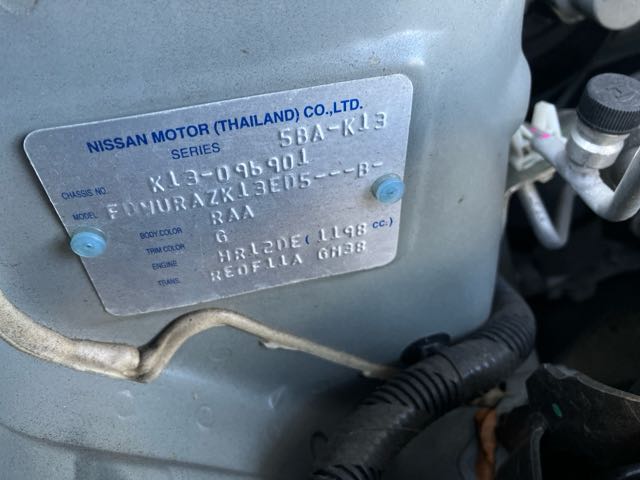 NISSAN MOTOR (THAILAND) CO.,LTD.
SERIES 5BA-K13
CHASSIS NO. K13-096901
MODEL FDMURAZK13ED5---B-
BODY.COLOR RAA
TRIM.COLOR G
ENGINE HR12DE ( 1198 CC. )
TRANS. RE0F11A GH38